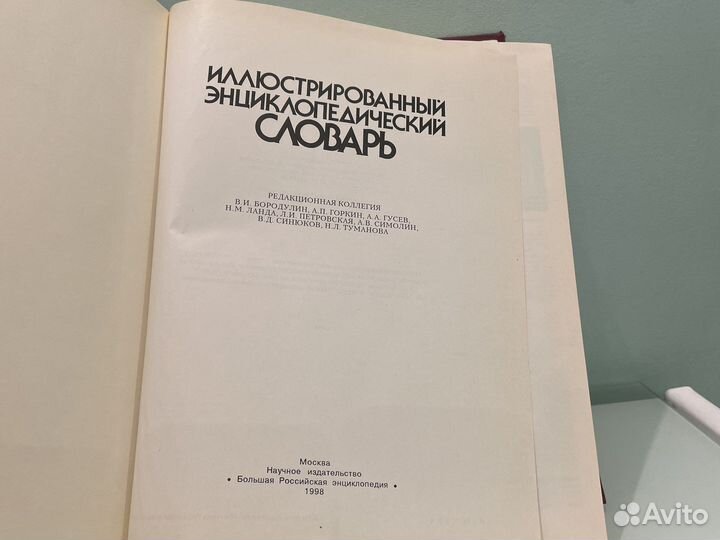 ИЛЛЮСТРИРОВАННЫЙ
ЭНЦИКЛОПЕДИЧЕСКИЙ
СЛОВАРЬ
РЕДАКЦИОННАЯ КОЛЛЕГИЯ
В.И. БОРОДУЛИН, А.П. ГОРКИН, А.А. ГУСЕВ,
Н.М. ЛАНДА, Л.И. ПЕТРОВСКАЯ, А.В. СИМОЛИН,
В.Д. СИНЮКОВ, Н.Л. ТУМАНОВА
Москва
Научное издательство
• Большая Российская энциклопедия •
1998
Avito